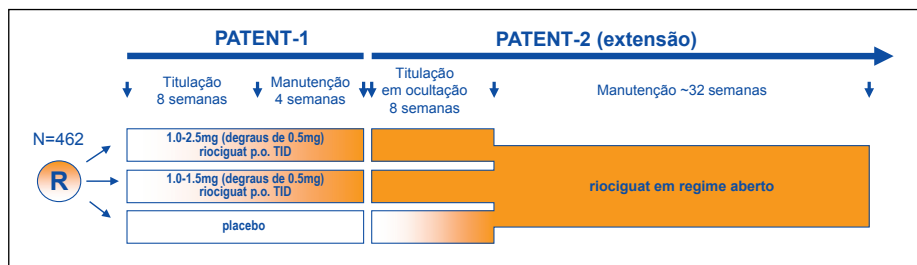 PATENT-1
PATENT-2 (extensão)
Titulação
8 semanas
Manutenção
4 semanas
Titulação
em ocultação
8 semanas
Manutenção ~32 semanas
N=462
R
1.0-2.5mg (degraus de 0.5mg)
riociguat p.o. TID
1.0-1.5mg (degraus de 0.5mg)
riociguat p.o. TID
placebo
riociguat em regime aberto